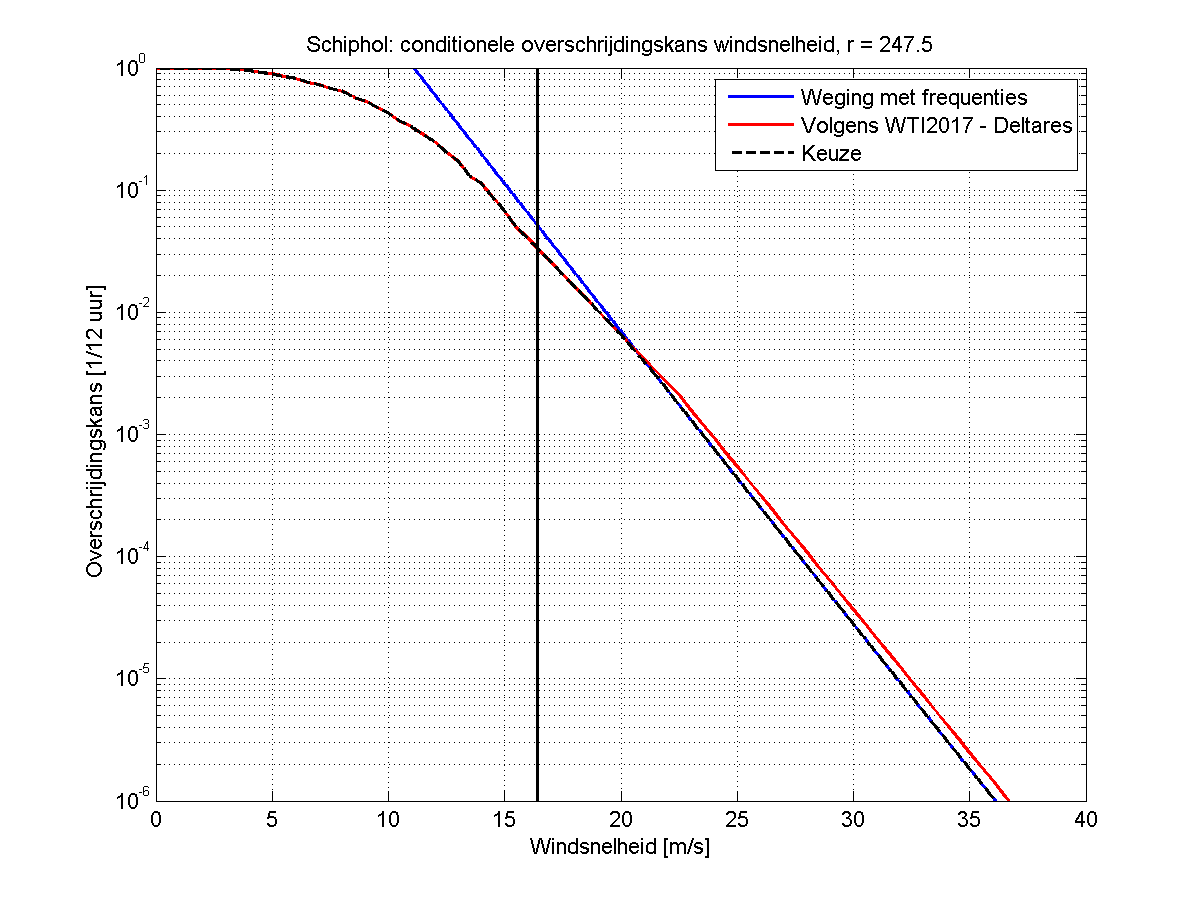 Schiphol: conditionele overschrijdingskans windsnelheid, r = 247.5
Weging met frequenties
Volgens WTI2017 - Deltares
Keuze
Overschrijdingskans [1/12 uur]
10^0
10^-1
10^-2
10^-3
10^-4
10^-5
10^-6
0 5 10 15 20 25 30 35 40
Windsnelheid [m/s]